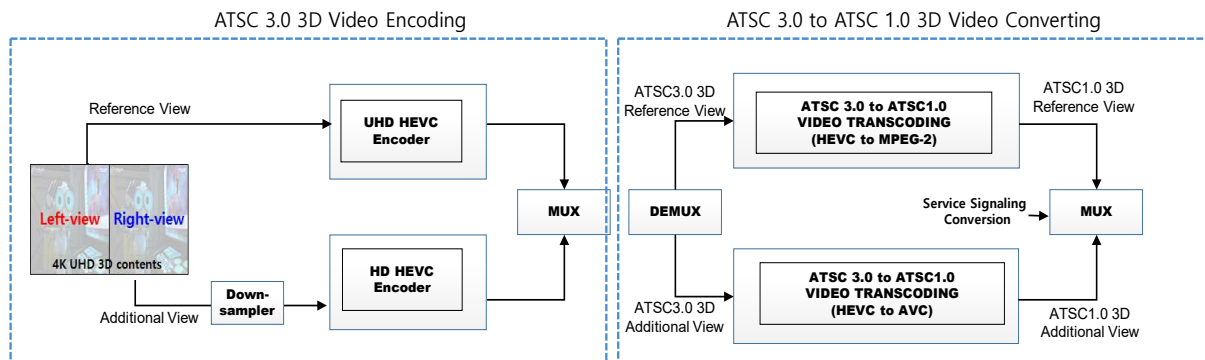 ATSC 3.0 3D Video Encoding
Reference View
UHD HEVC
Encoder
Left-view
Right-view
4K UHD 3D contents
MUX
HD HEVC
Encoder
Down-
sampler
Additional View
ATSC 3.0 to ATSC 1.0 3D Video Converting
ATSC3.0 3D
Reference View
ATSC 3.0 to ATSC1.0
VIDEO TRANSCODING
(HEVC to MPEG-2)
ATSC1.0 3D
Reference View
DEMUX
Service Signaling
Conversion
MUX
ATSC 3.0 to ATSC1.0
VIDEO TRANSCODING
(HEVC to AVC)
ATSC3.0 3D
Additional View
ATSC1.0 3D
Additional View